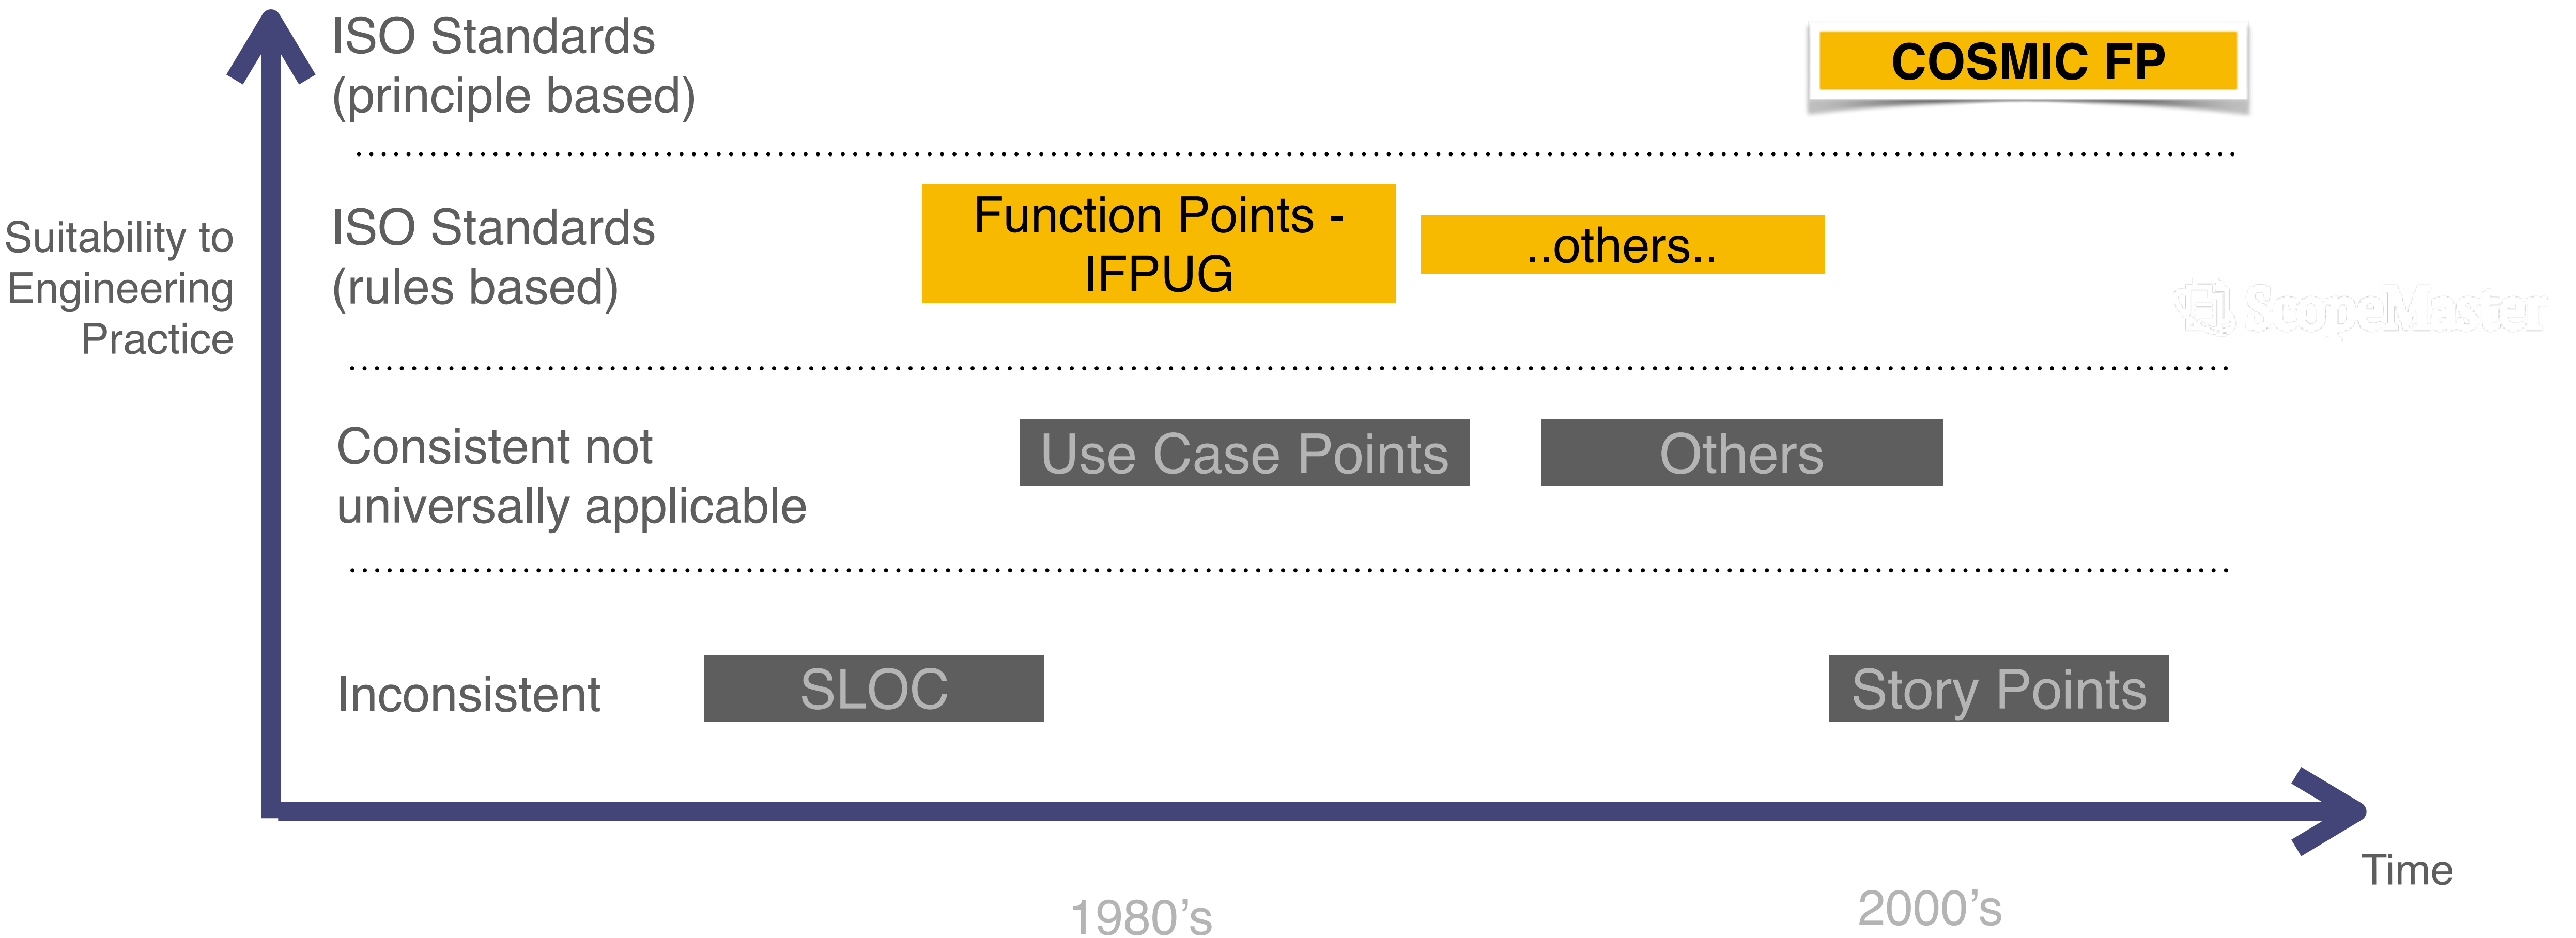 ISO Standards
(principle based)
COSMIC FP
Suitability to
Engineering
Practice
ISO Standards
(rules based)
Function Points -
IFPUG
..others..
ScopeMaster
Consistent not
universally applicable
Use Case Points
Others
Inconsistent
SLOC
Story Points
Time
1980’s
2000’s